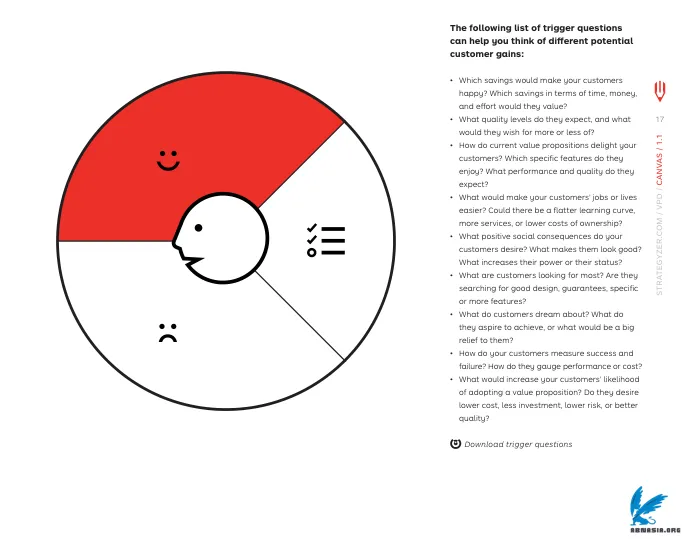 The following list of trigger questions
can help you think of different potential
customer gains:
• Which savings would make your customers
happy? Which savings in terms of time, money,
and effort would they value?
• What quality levels do they expect, and what
would they wish for more or less of?
• How do current value propositions delight your
customers? Which specific features do they
enjoy? What performance and quality do they
expect?
• What would make your customers' jobs or lives
easier? Could there be a flatter learning curve,
more services, or lower costs of ownership?
• What positive social consequences do your
customers desire? What makes them look good?
What increases their power or their status?
• What are customers looking for most? Are they
searching for good design, guarantees, specific
or more features?
• What do customers dream about? What do
they aspire to achieve, or what would be a big
relief to them?
• How do your customers measure success and
failure? How do they gauge performance or cost?
• What would increase your customers' likelihood
of adopting a value proposition? Do they desire
lower cost, less investment, lower risk, or better
quality?
Download trigger questions
17
STRATEGYZER.COM / VPD / CANVAS / 1.1
ABNASIA.ORG